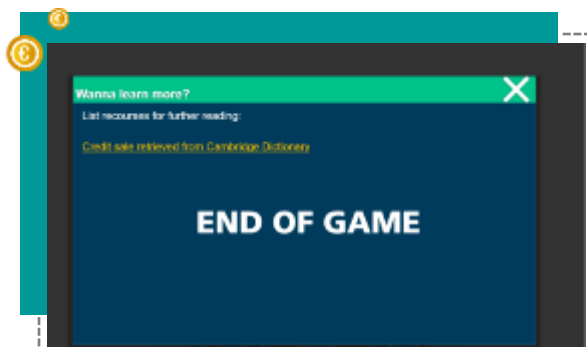 Wanna learn more?
List recourses for further reading:
Credit sale retrieved from Cambridge Dictionary
END OF GAME